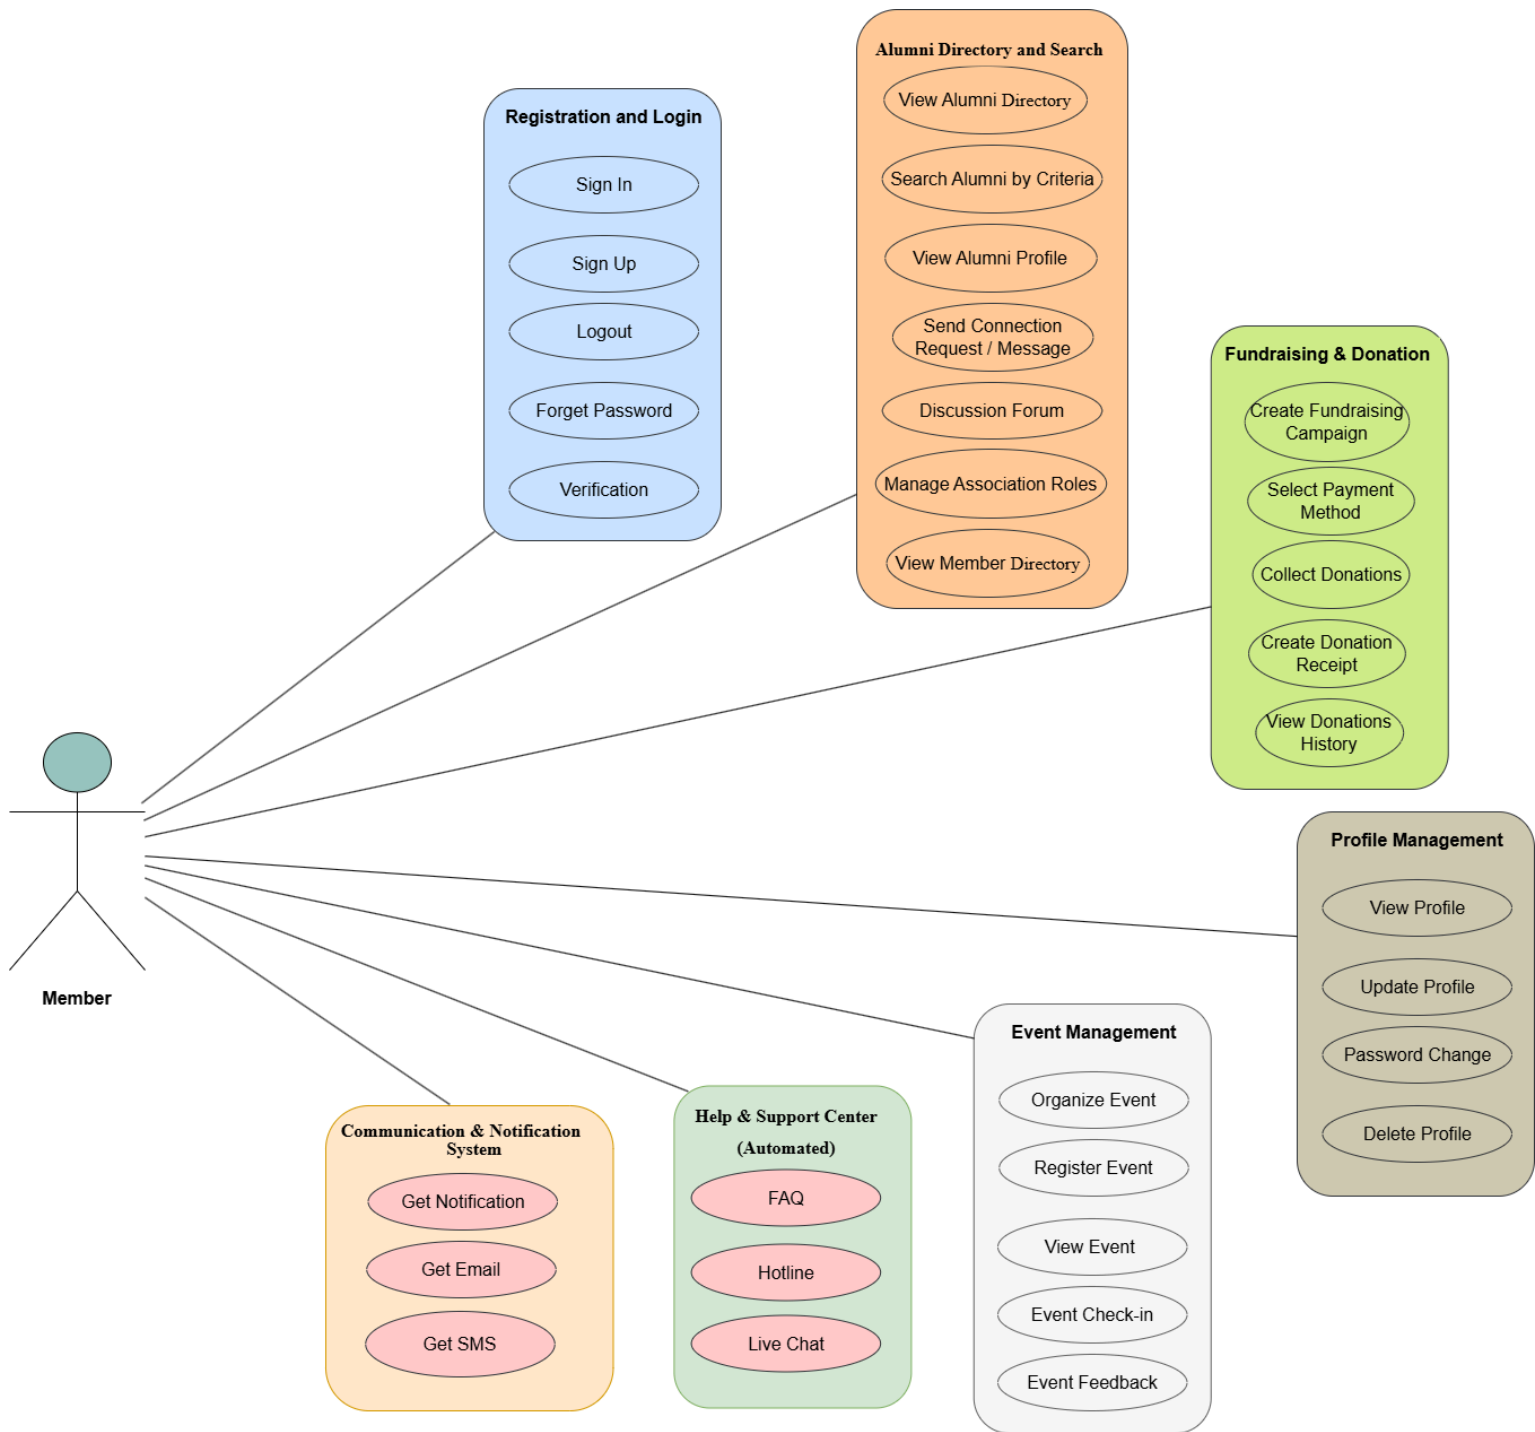 Registration and Login
Sign In
Sign Up
Logout
Forget Password
Verification
Alumni Directory and Search
View Alumni Directory
Search Alumni by Criteria
View Alumni Profile
Send Connection
Request / Message
Discussion Forum
Manage Association Roles
View Member Directory
Fundraising & Donation
Create Fundraising
Campaign
Select Payment
Method
Collect Donations
Create Donation
Receipt
View Donations
History
Profile Management
View Profile
Update Profile
Password Change
Delete Profile
Member
Event Management
Organize Event
Register Event
View Event
Event Check-in
Event Feedback
Help & Support Center
(Automated)
FAQ
Hotline
Live Chat
Communication & Notification
System
Get Notification
Get Email
Get SMS